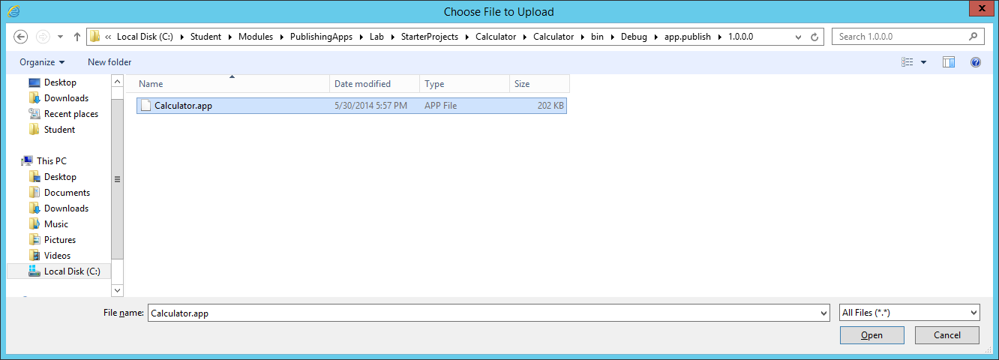 Choose File to Upload
« Local Disk (C:) Student Modules PublishingApps Lab StarterProjects Calculator Calculator bin Debug app.publish 1.0.0.0 Search 1.0.0.0
Organize New folder
Desktop
Downloads
Recent places
Student
This PC
Desktop
Documents
Downloads
Music
Pictures
Videos
Local Disk (C:)
Name Date modified Type Size
Calculator.app 5/30/2014 5:57 PM APP File 202 KB
File name: Calculator.app All Files (*.*)
Open Cancel